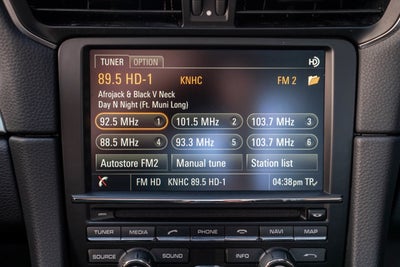 TUNER OPTION HD
89.5 HD-1 KNHC FM 2
Afrojack & Black V Neck
Day N Night (Ft. Muni Long)
92.5 MHz 1 101.5 MHz 2 103.7 MHz 3
88.5 MHz 4 93.3 MHz 5 103.7 MHz 6
Autostore FM2 Manual tune Station list
FM HD KNHC 89.5 HD-1 04:38pm TP
TUNER MEDIA NAV MAP
SOURCE SOUND INFO